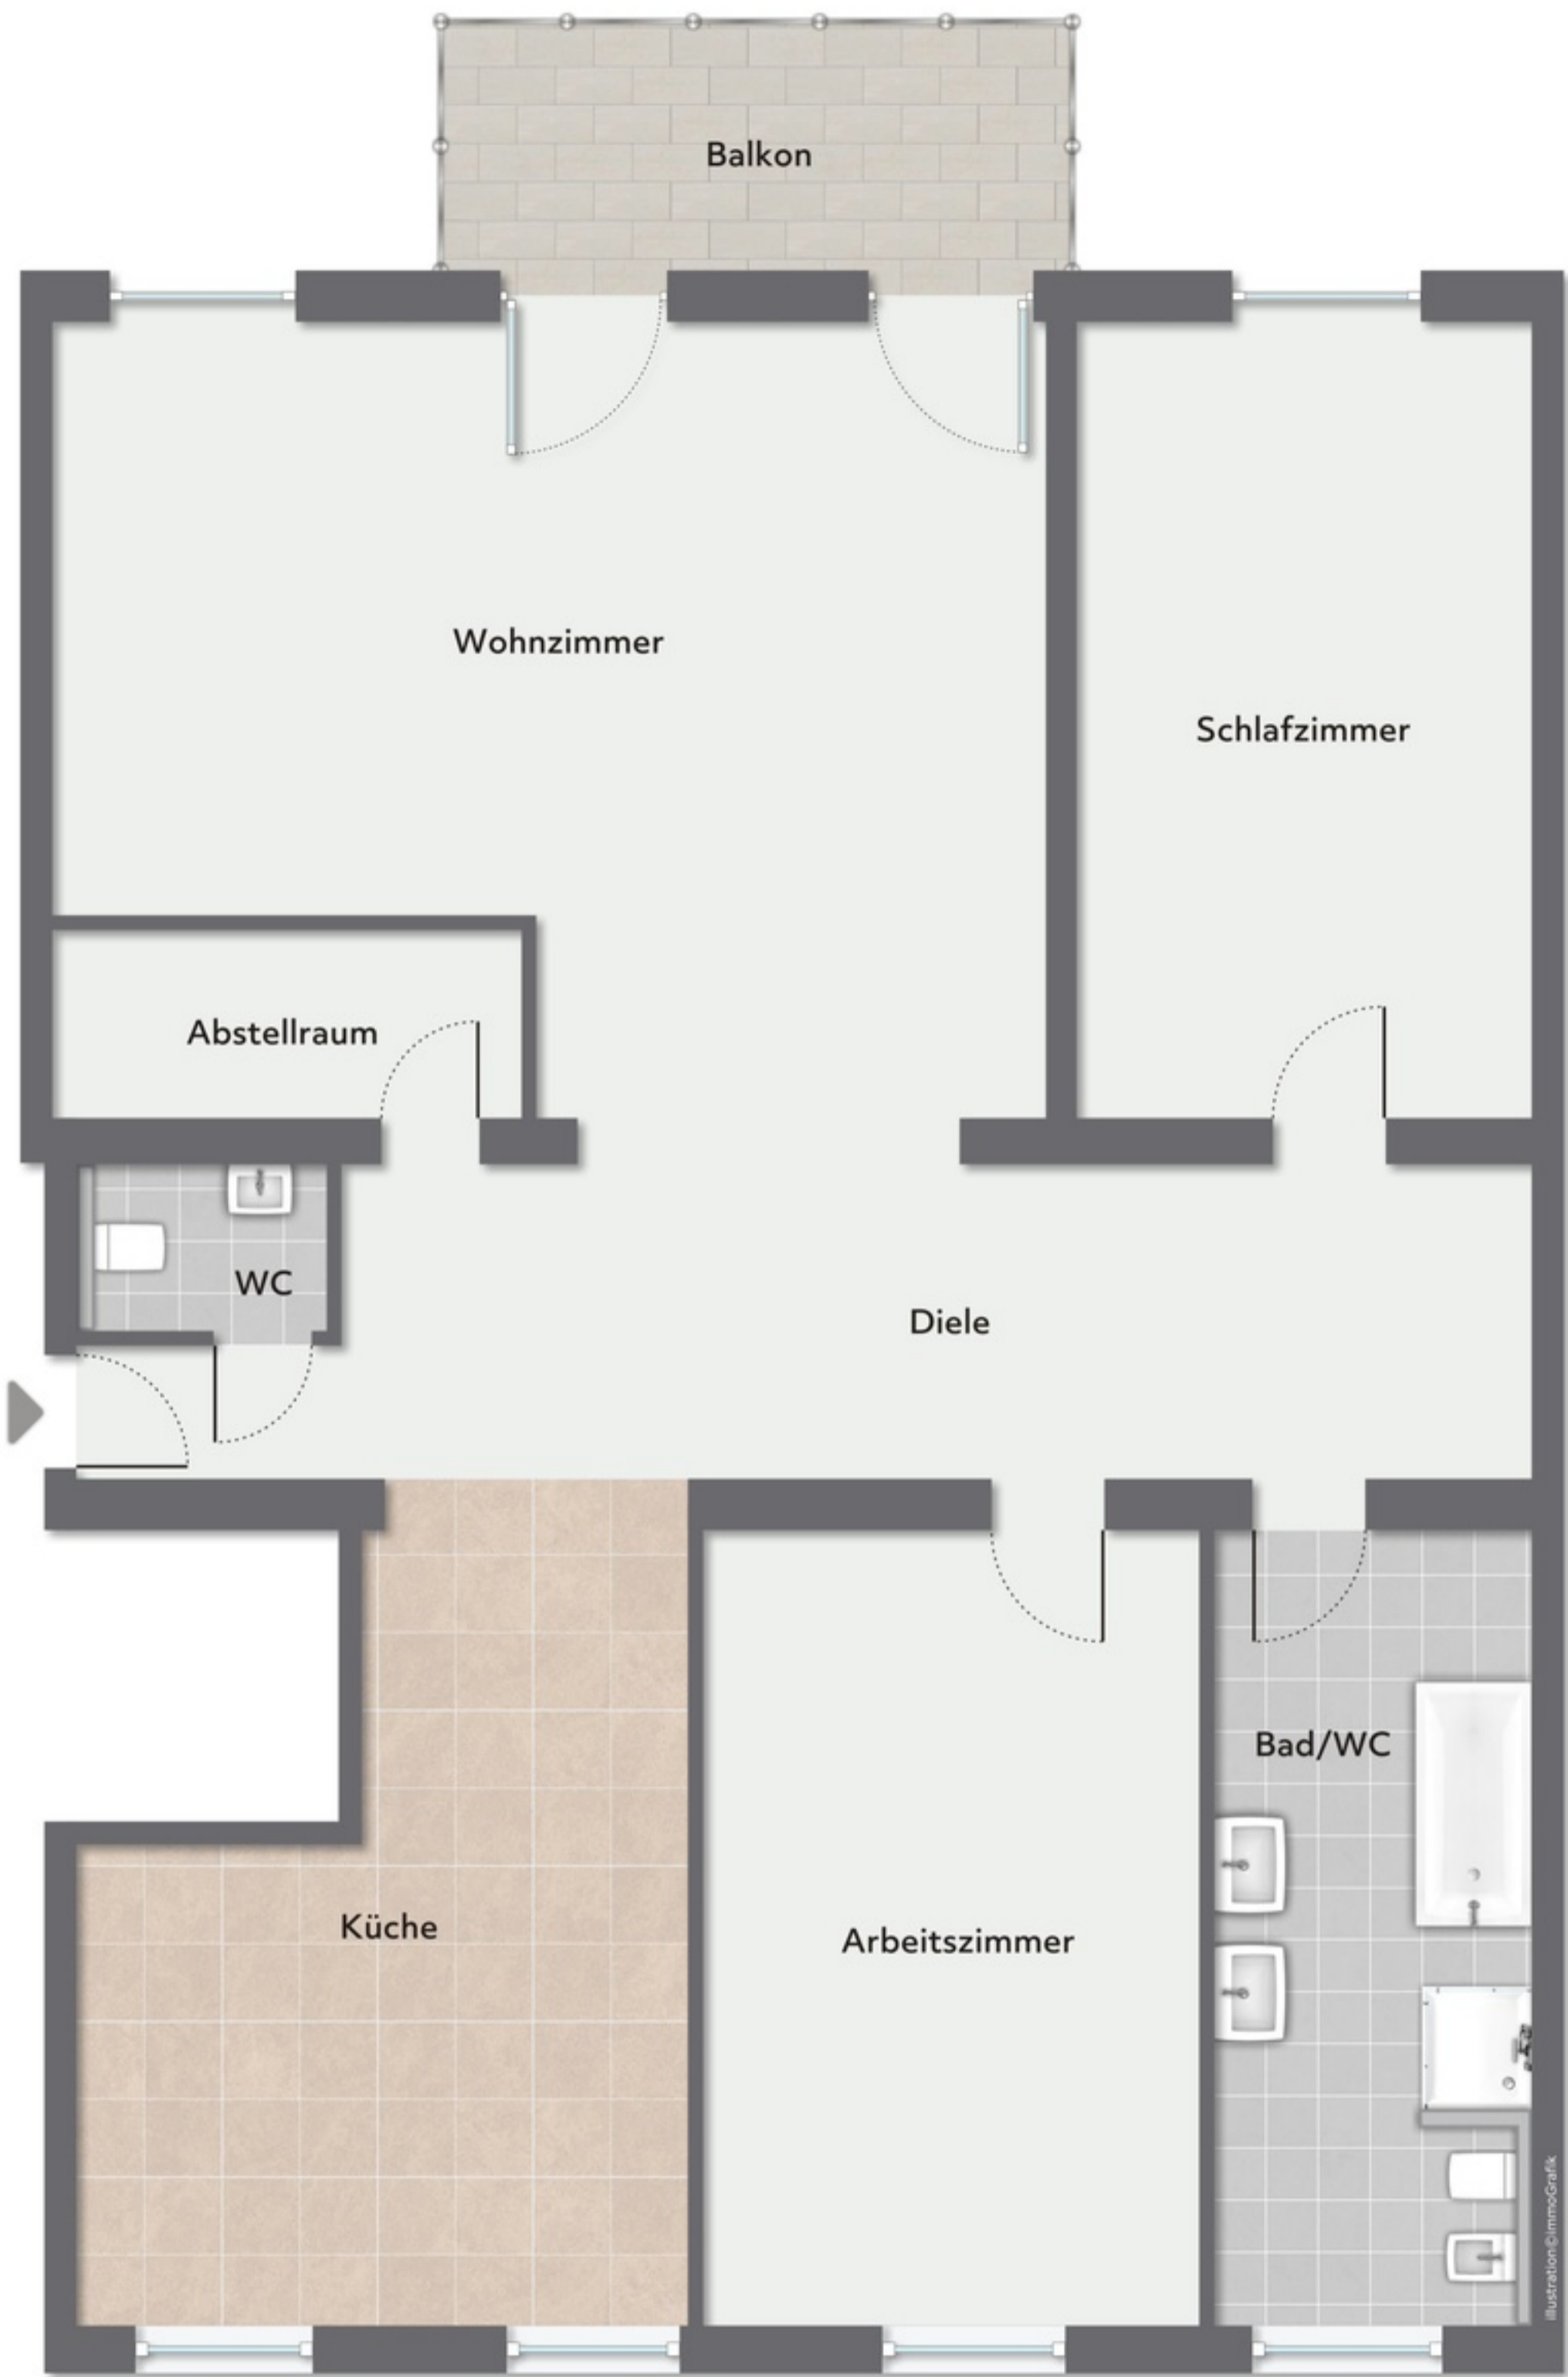 Balkon
Wohnzimmer
Schlafzimmer
Abstellraum
WC
Diele
Bad/WC
Küche
Arbeitszimmer
illustration©immoGrafik